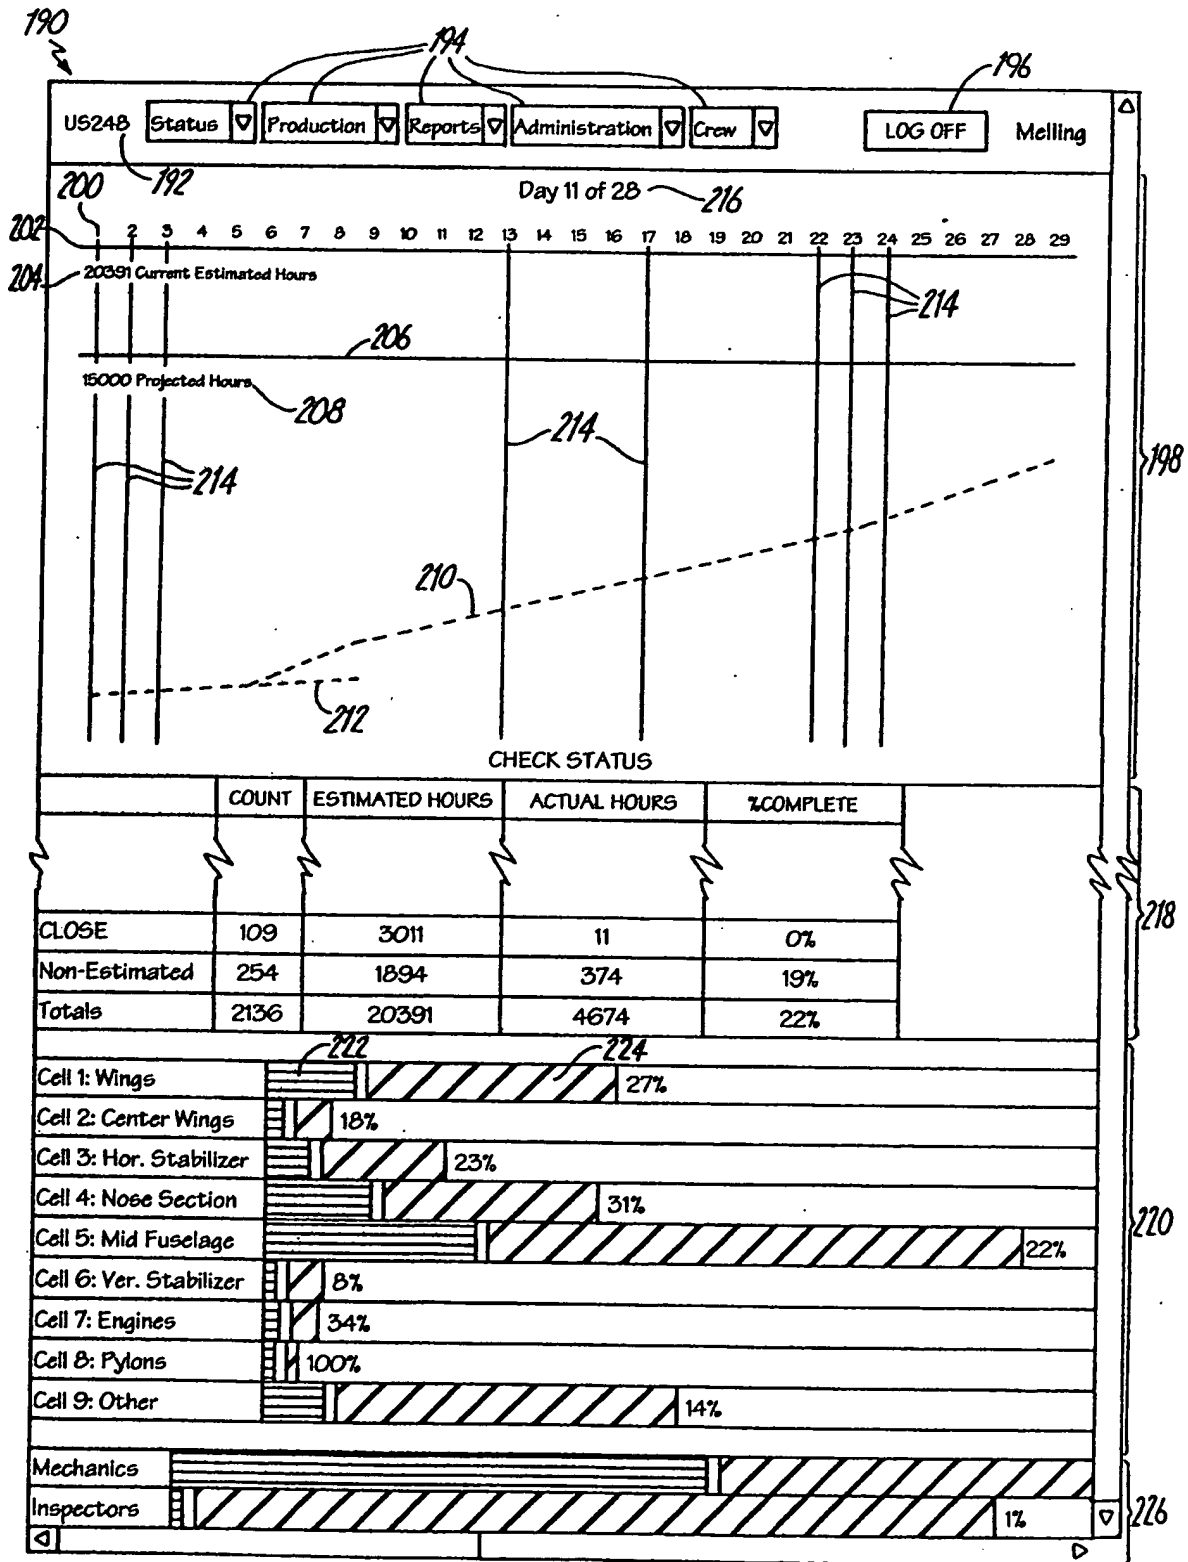 190
194
196
US248 Status Production Reports Administration Crew LOG OFF Melling
192
200
Day 11 of 28 216
202
1 2 3 4 5 6 7 8 9 10 11 12 13 14 15 16 17 18 19 20 21 22 23 24 25 26 27 28 29
204 20391 Current Estimated Hours
214
206
15000 Projected Hours
208
214
214
198
210
212
CHECK STATUS
COUNT ESTIMATED HOURS ACTUAL HOURS %COMPLETE
218
CLOSE 109 3011 11 0%
Non-Estimated 254 1894 374 19%
Totals 2136 20391 4674 22%
222 224
Cell 1: Wings 27%
Cell 2: Center Wings 18%
Cell 3: Hor. Stabilizer 23%
Cell 4: Nose Section 31%
220
Cell 5: Mid Fuselage 22%
Cell 6: Ver. Stabilizer 8%
Cell 7: Engines 34%
Cell 8: Pylons 100%
Cell 9: Other 14%
Mechanics
Inspectors 1%
226